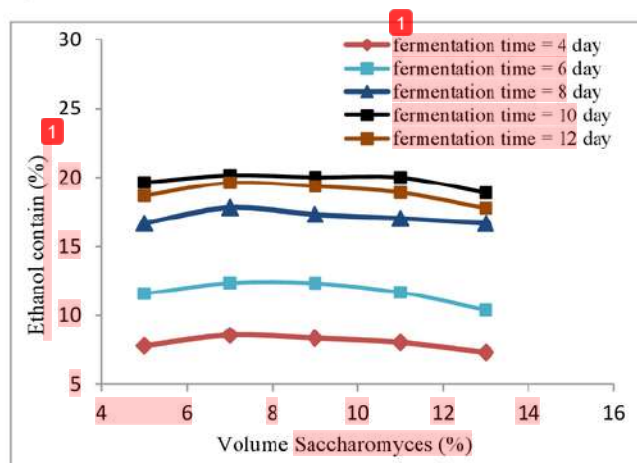 1
30
fermentation time = 4 day
fermentation time = 6 day
25
fermentation time = 8 day
fermentation time = 10 day
1
fermentation time = 12 day
20
15
10
5
Ethanol contain (%)
4 6 8 10 12 14 16
Volume Saccharomyces (%)